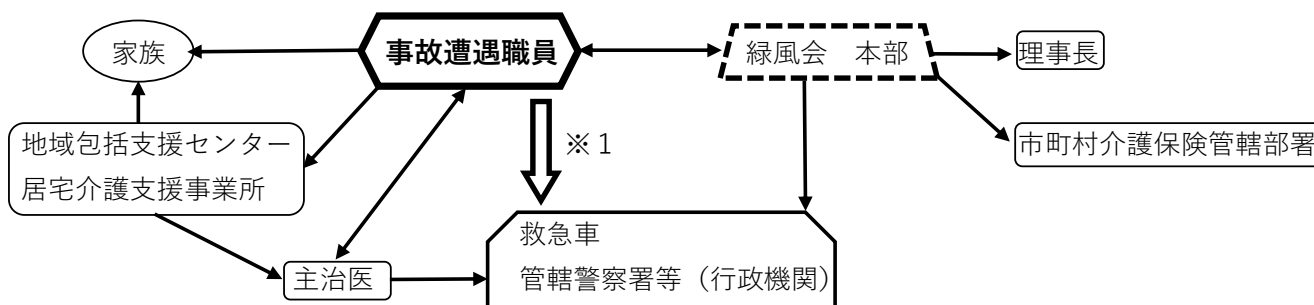 家族
事故遭遇職員
緑風会　本部
理事長
地域包括支援センター
居宅介護支援事業所
※１
市町村介護保険管轄部署
主治医
救急車
管轄警察署等（行政機関）